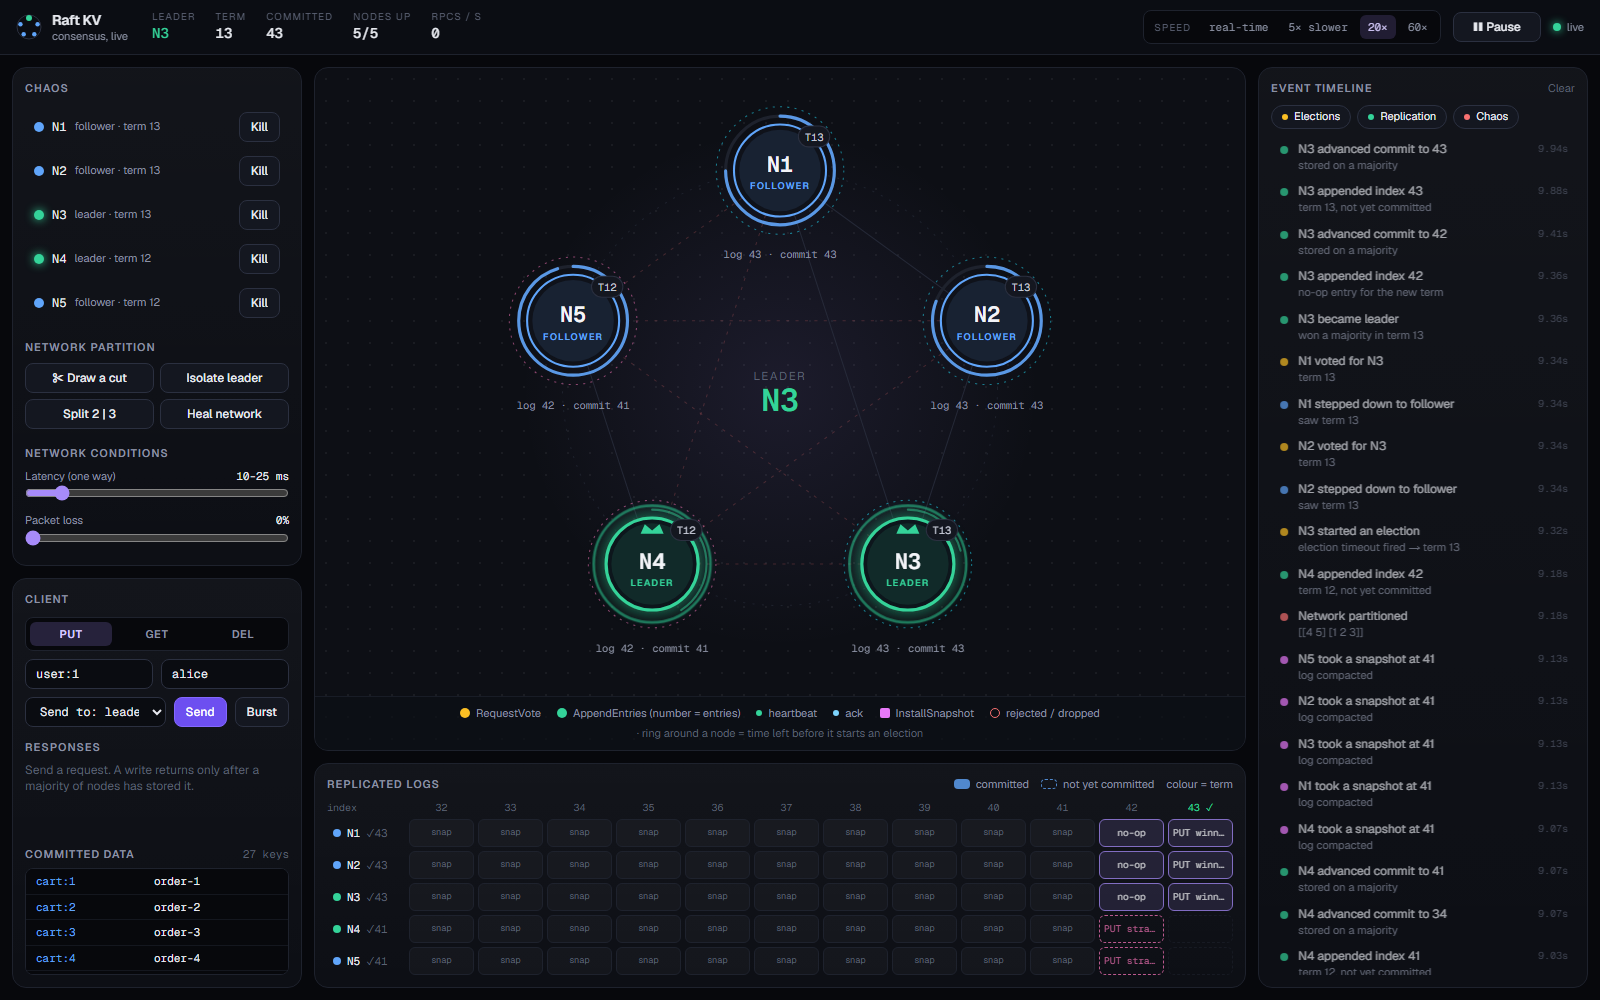 Raft KV
consensus, live
LEADER
N3
TERM
13
COMMITTED
43
NODES UP
5/5
RPCS / S
0
SPEED real-time 5× slower 20× 60×
Pause
live
CHAOS
N1 follower · term 13 Kill
N2 follower · term 13 Kill
N3 leader · term 13 Kill
N4 leader · term 12 Kill
N5 follower · term 12 Kill
NETWORK PARTITION
Draw a cut
Isolate leader
Split 2 | 3
Heal network
NETWORK CONDITIONS
Latency (one way) 10–25 ms
Packet loss 0%
CLIENT
PUT GET DEL
user:1 alice
Send to: leade Send Burst
RESPONSES
Send a request. A write returns only after a
majority of nodes has stored it.
COMMITTED DATA 27 keys
cart:1 order-1
cart:2 order-2
cart:3 order-3
cart:4 order-4
T13
N1
FOLLOWER
log 43 · commit 43
T12
N5
FOLLOWER
log 42 · commit 41
T13
N2
FOLLOWER
log 43 · commit 43
LEADER
N3
T12
N4
LEADER
log 42 · commit 41
T13
N3
LEADER
log 43 · commit 43
RequestVote AppendEntries (number = entries) heartbeat ack InstallSnapshot rejected / dropped
· ring around a node = time left before it starts an election
REPLICATED LOGS committed not yet committed colour = term
index 32 33 34 35 36 37 38 39 40 41 42 43 ✓
N1 ✓43 snap snap snap snap snap snap snap snap snap snap no-op PUT winn…
N2 ✓43 snap snap snap snap snap snap snap snap snap snap no-op PUT winn…
N3 ✓43 snap snap snap snap snap snap snap snap snap snap no-op PUT winn…
N4 ✓41 snap snap snap snap snap snap snap snap snap snap PUT stra…
N5 ✓41 snap snap snap snap snap snap snap snap snap snap PUT stra…
EVENT TIMELINE Clear
Elections Replication Chaos
N3 advanced commit to 43 9.94s
stored on a majority
N3 appended index 43 9.88s
term 13, not yet committed
N3 advanced commit to 42 9.41s
stored on a majority
N3 appended index 42 9.36s
no-op entry for the new term
N3 became leader 9.36s
won a majority in term 13
N1 voted for N3 9.34s
term 13
N1 stepped down to follower 9.34s
saw term 13
N2 voted for N3 9.34s
term 13
N2 stepped down to follower 9.34s
saw term 13
N3 started an election 9.32s
election timeout fired → term 13
N4 appended index 42 9.18s
term 12, not yet committed
Network partitioned 9.18s
[[4 5] [1 2 3]]
N5 took a snapshot at 41 9.13s
log compacted
N2 took a snapshot at 41 9.13s
log compacted
N3 took a snapshot at 41 9.13s
log compacted
N1 took a snapshot at 41 9.13s
log compacted
N4 took a snapshot at 41 9.07s
log compacted
N4 advanced commit to 41 9.07s
stored on a majority
N4 advanced commit to 34 9.07s
stored on a majority
N4 appended index 41 9.03s
term 12, not yet committed